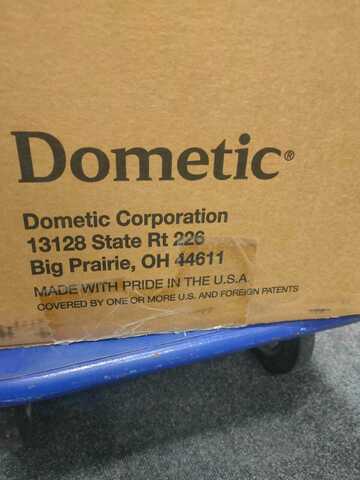 Dometic®
Dometic Corporation
13128 State Rt 226
Big Prairie, OH 44611
MADE WITH PRIDE IN THE U.S.A.
COVERED BY ONE OR MORE U.S. AND FOREIGN PATENTS